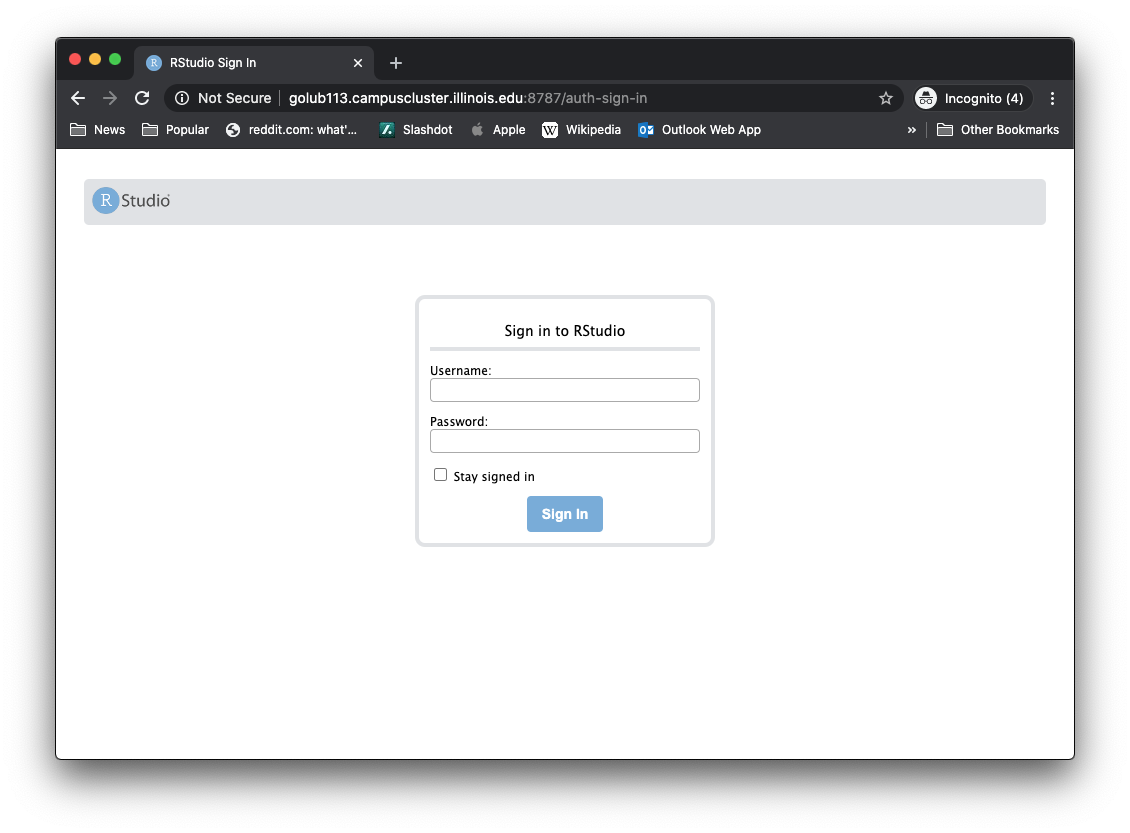 R RStudio Sign In
Not Secure golub113.campuscluster.illinois.edu:8787/auth-sign-in Incognito (4)
News Popular reddit.com: what'... Slashdot Apple W Wikipedia Outlook Web App » Other Bookmarks
R Studio
Sign in to RStudio
Username:
Password:
Stay signed in
Sign In